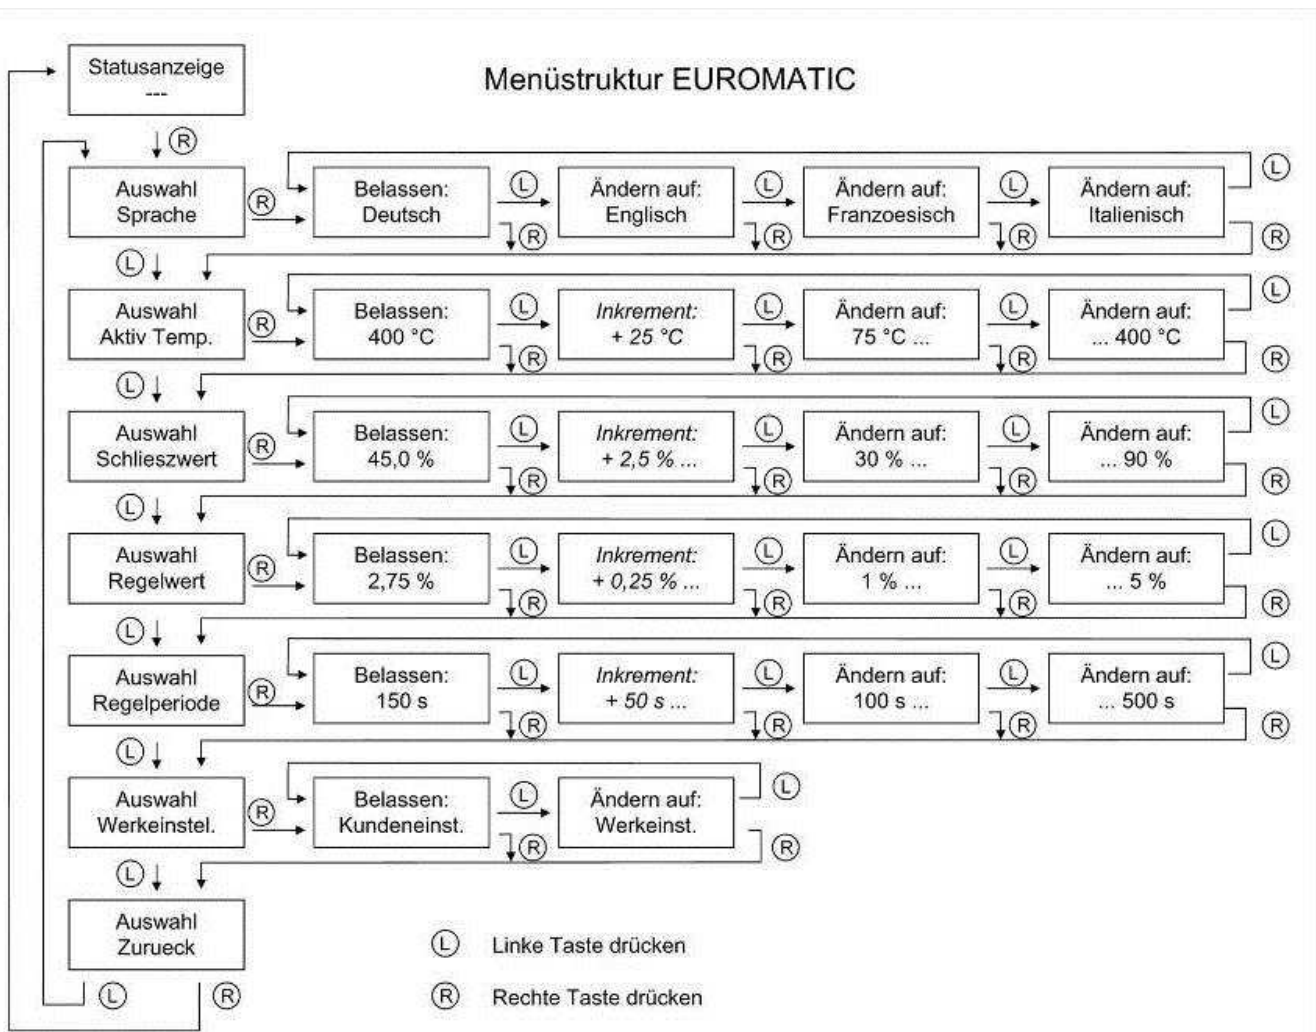 Menüstruktur EUROMATIC
Statusanzeige
---
R
Auswahl
Sprache
R
Belassen:
Deutsch
L
R
Ändern auf:
Englisch
L
R
Ändern auf:
Franzoesisch
L
R
Ändern auf:
Italienisch
L
R
L
Auswahl
Aktiv Temp.
R
Belassen:
400 °C
L
R
Inkrement:
+ 25 °C
L
R
Ändern auf:
75 °C ...
L
R
Ändern auf:
... 400 °C
L
R
L
Auswahl
Schlieszwert
R
Belassen:
45,0 %
L
R
Inkrement:
+ 2,5 % ...
L
R
Ändern auf:
30 % ...
L
R
Ändern auf:
... 90 %
L
R
L
Auswahl
Regelwert
R
Belassen:
2,75 %
L
R
Inkrement:
+ 0,25 % ...
L
R
Ändern auf:
1 % ...
L
R
Ändern auf:
... 5 %
L
R
L
Auswahl
Regelperiode
R
Belassen:
150 s
L
R
Inkrement:
+ 50 s ...
L
R
Ändern auf:
100 s ...
L
R
Ändern auf:
... 500 s
L
R
L
Auswahl
Werkeinstel.
R
Belassen:
Kundeneinst.
L
R
Ändern auf:
Werkeinst.
L
R
L
Auswahl
Zurueck
L
R
L Linke Taste drücken
R Rechte Taste drücken